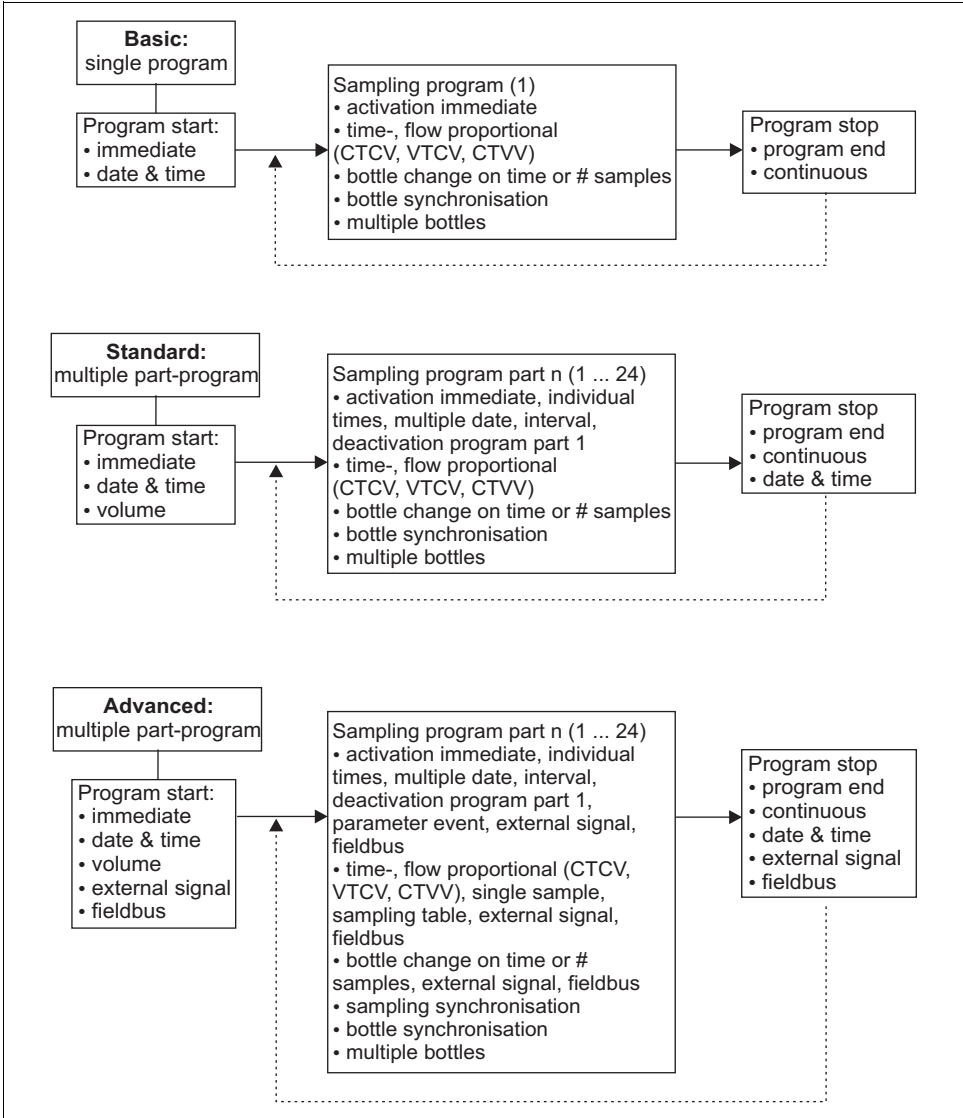 Basic:
single program
Program start:
• immediate
• date & time
Sampling program (1)
• activation immediate
• time-, flow proportional
(CTCV, VTCV, CTVV)
• bottle change on time or # samples
• bottle synchronisation
• multiple bottles
Program stop
• program end
• continuous
Standard:
multiple part-program
Program start:
• immediate
• date & time
• volume
Sampling program part n (1 ... 24)
• activation immediate, individual
times, multiple date, interval,
deactivation program part 1
• time-, flow proportional
(CTCV, VTCV, CTVV)
• bottle change on time or # samples
• bottle synchronisation
• multiple bottles
Program stop
• program end
• continuous
• date & time
Advanced:
multiple part-program
Program start:
• immediate
• date & time
• volume
• external signal
• fieldbus
Sampling program part n (1 ... 24)
• activation immediate, individual
times, multiple date, interval,
deactivation program part 1,
parameter event, external signal,
fieldbus
• time-, flow proportional (CTCV,
VTCV, CTVV), single sample,
sampling table, external signal,
fieldbus
• bottle change on time or #
samples, external signal, fieldbus
• sampling synchronisation
• bottle synchronisation
• multiple bottles
Program stop
• program end
• continuous
• date & time
• external signal
• fieldbus